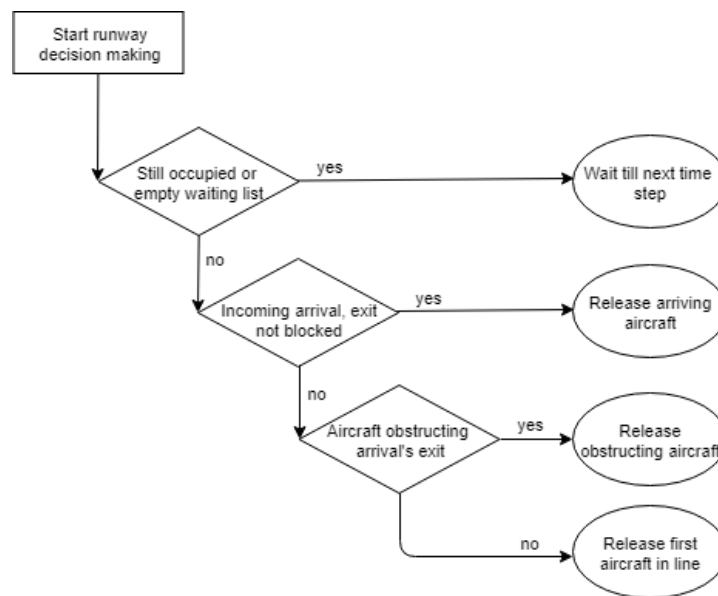 Start runway
decision making
Still occupied or
empty waiting list
yes
Wait till next time
step
no
Incoming arrival, exit
not blocked
yes
Release arriving
aircraft
no
Aircraft obstructing
arrival's exit
yes
Release
obstructing aircraft
no
Release first
aircraft in line